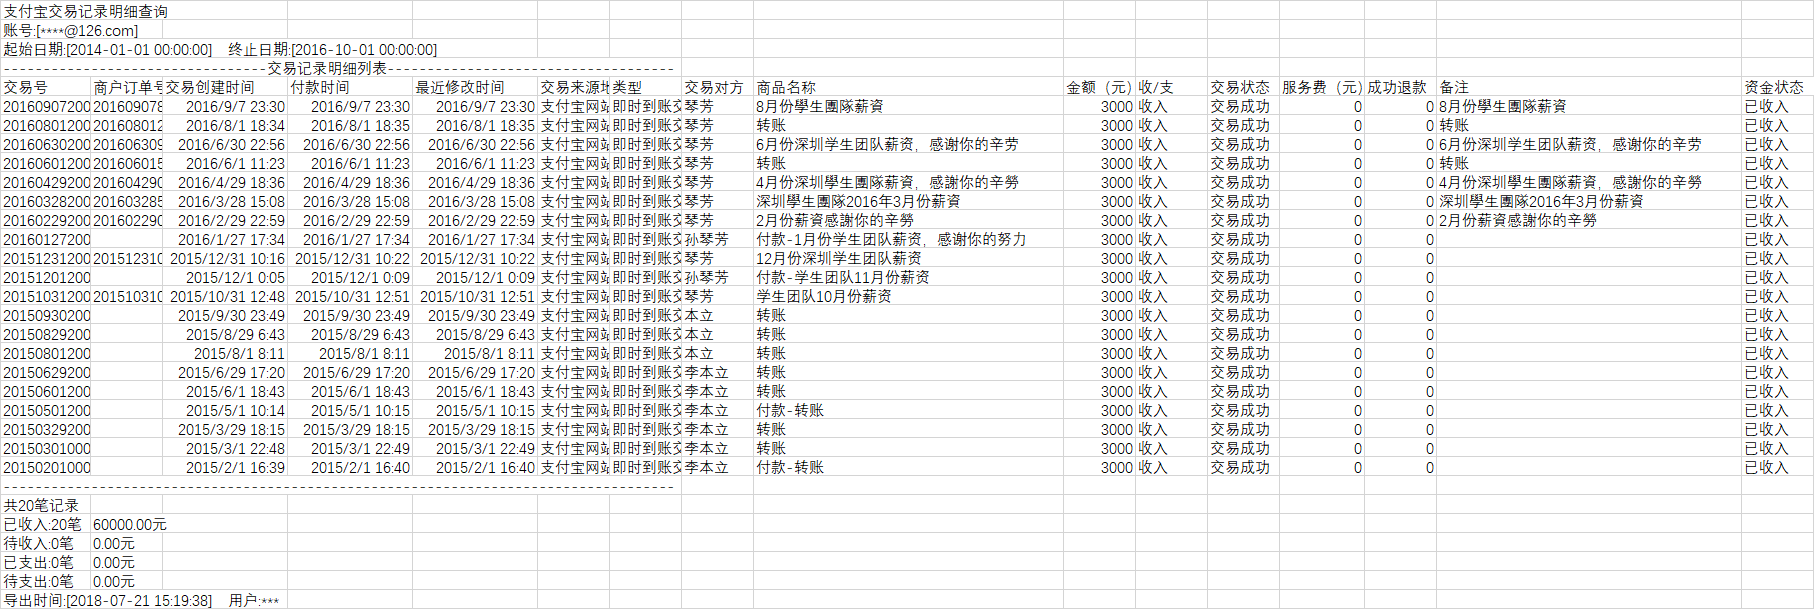 支付宝交易记录明细查询
账号:[****@126.com]
起始日期:[2014-01-01 00:00:00] 终止日期:[2016-10-01 00:00:00]
---------------------------------交易记录明细列表------------------------------------
交易号 商户订单号 交易创建时间 付款时间 最近修改时间 交易来源地 类型 交易对方 商品名称 金额（元） 收/支 交易状态 服务费（元） 成功退款 备注 资金状态
20160907200 201609078 2016/9/7 23:30 2016/9/7 23:30 2016/9/7 23:30 支付宝网站 即时到账交 琴芳 8月份學生團隊薪資 3000 收入 交易成功 0 0 8月份學生團隊薪資 已收入
20160801200 201608012 2016/8/1 18:34 2016/8/1 18:35 2016/8/1 18:35 支付宝网站 即时到账交 琴芳 转账 3000 收入 交易成功 0 0 转账 已收入
20160630200 201606309 2016/6/30 22:56 2016/6/30 22:56 2016/6/30 22:56 支付宝网站 即时到账交 琴芳 6月份深圳学生团队薪资，感谢你的辛劳 3000 收入 交易成功 0 0 6月份深圳学生团队薪资，感谢你的辛劳 已收入
20160601200 201606015 2016/6/1 11:23 2016/6/1 11:23 2016/6/1 11:23 支付宝网站 即时到账交 琴芳 转账 3000 收入 交易成功 0 0 转账 已收入
20160429200 201604290 2016/4/29 18:36 2016/4/29 18:36 2016/4/29 18:36 支付宝网站 即时到账交 琴芳 4月份深圳學生團隊薪資，感謝你的辛勞 3000 收入 交易成功 0 0 4月份深圳學生團隊薪資，感謝你的辛勞 已收入
20160328200 201603285 2016/3/28 15:08 2016/3/28 15:08 2016/3/28 15:08 支付宝网站 即时到账交 琴芳 深圳學生團隊2016年3月份薪資 3000 收入 交易成功 0 0 深圳學生團隊2016年3月份薪資 已收入
20160229200 201602290 2016/2/29 22:59 2016/2/29 22:59 2016/2/29 22:59 支付宝网站 即时到账交 琴芳 2月份薪資感謝你的辛勞 3000 收入 交易成功 0 0 2月份薪資感謝你的辛勞 已收入
20160127200 2016/1/27 17:34 2016/1/27 17:34 2016/1/27 17:34 支付宝网站 即时到账交 孙琴芳 付款-1月份学生团队薪资，感谢你的努力 3000 收入 交易成功 0 0 已收入
20151231200 201512310 2015/12/31 10:16 2015/12/31 10:22 2015/12/31 10:22 支付宝网站 即时到账交 琴芳 12月份深圳学生团队薪资 3000 收入 交易成功 0 0 已收入
20151201200 2015/12/1 0:05 2015/12/1 0:09 2015/12/1 0:09 支付宝网站 即时到账交 孙琴芳 付款-学生团队11月份薪资 3000 收入 交易成功 0 0 已收入
20151031200 201510310 2015/10/31 12:48 2015/10/31 12:51 2015/10/31 12:51 支付宝网站 即时到账交 琴芳 学生团队10月份薪资 3000 收入 交易成功 0 0 已收入
20150930200 2015/9/30 23:49 2015/9/30 23:49 2015/9/30 23:49 支付宝网站 即时到账交 本立 转账 3000 收入 交易成功 0 0 已收入
20150829200 2015/8/29 6:43 2015/8/29 6:43 2015/8/29 6:43 支付宝网站 即时到账交 本立 转账 3000 收入 交易成功 0 0 已收入
20150801200 2015/8/1 8:11 2015/8/1 8:11 2015/8/1 8:11 支付宝网站 即时到账交 本立 转账 3000 收入 交易成功 0 0 已收入
20150629200 2015/6/29 17:20 2015/6/29 17:20 2015/6/29 17:20 支付宝网站 即时到账交 李本立 转账 3000 收入 交易成功 0 0 已收入
20150601200 2015/6/1 18:43 2015/6/1 18:43 2015/6/1 18:43 支付宝网站 即时到账交 李本立 转账 3000 收入 交易成功 0 0 已收入
20150501200 2015/5/1 10:14 2015/5/1 10:15 2015/5/1 10:15 支付宝网站 即时到账交 李本立 付款-转账 3000 收入 交易成功 0 0 已收入
20150329200 2015/3/29 18:15 2015/3/29 18:15 2015/3/29 18:15 支付宝网站 即时到账交 李本立 转账 3000 收入 交易成功 0 0 已收入
20150301000 2015/3/1 22:48 2015/3/1 22:49 2015/3/1 22:49 支付宝网站 即时到账交 李本立 转账 3000 收入 交易成功 0 0 已收入
20150201000 2015/2/1 16:39 2015/2/1 16:40 2015/2/1 16:40 支付宝网站 即时到账交 李本立 付款-转账 3000 收入 交易成功 0 0 已收入
------------------------------------------------------------------------------------
共20笔记录
已收入:20笔 60000.00元
待收入:0笔 0.00元
已支出:0笔 0.00元
待支出:0笔 0.00元
导出时间:[2018-07-21 15:19:38] 用户:***